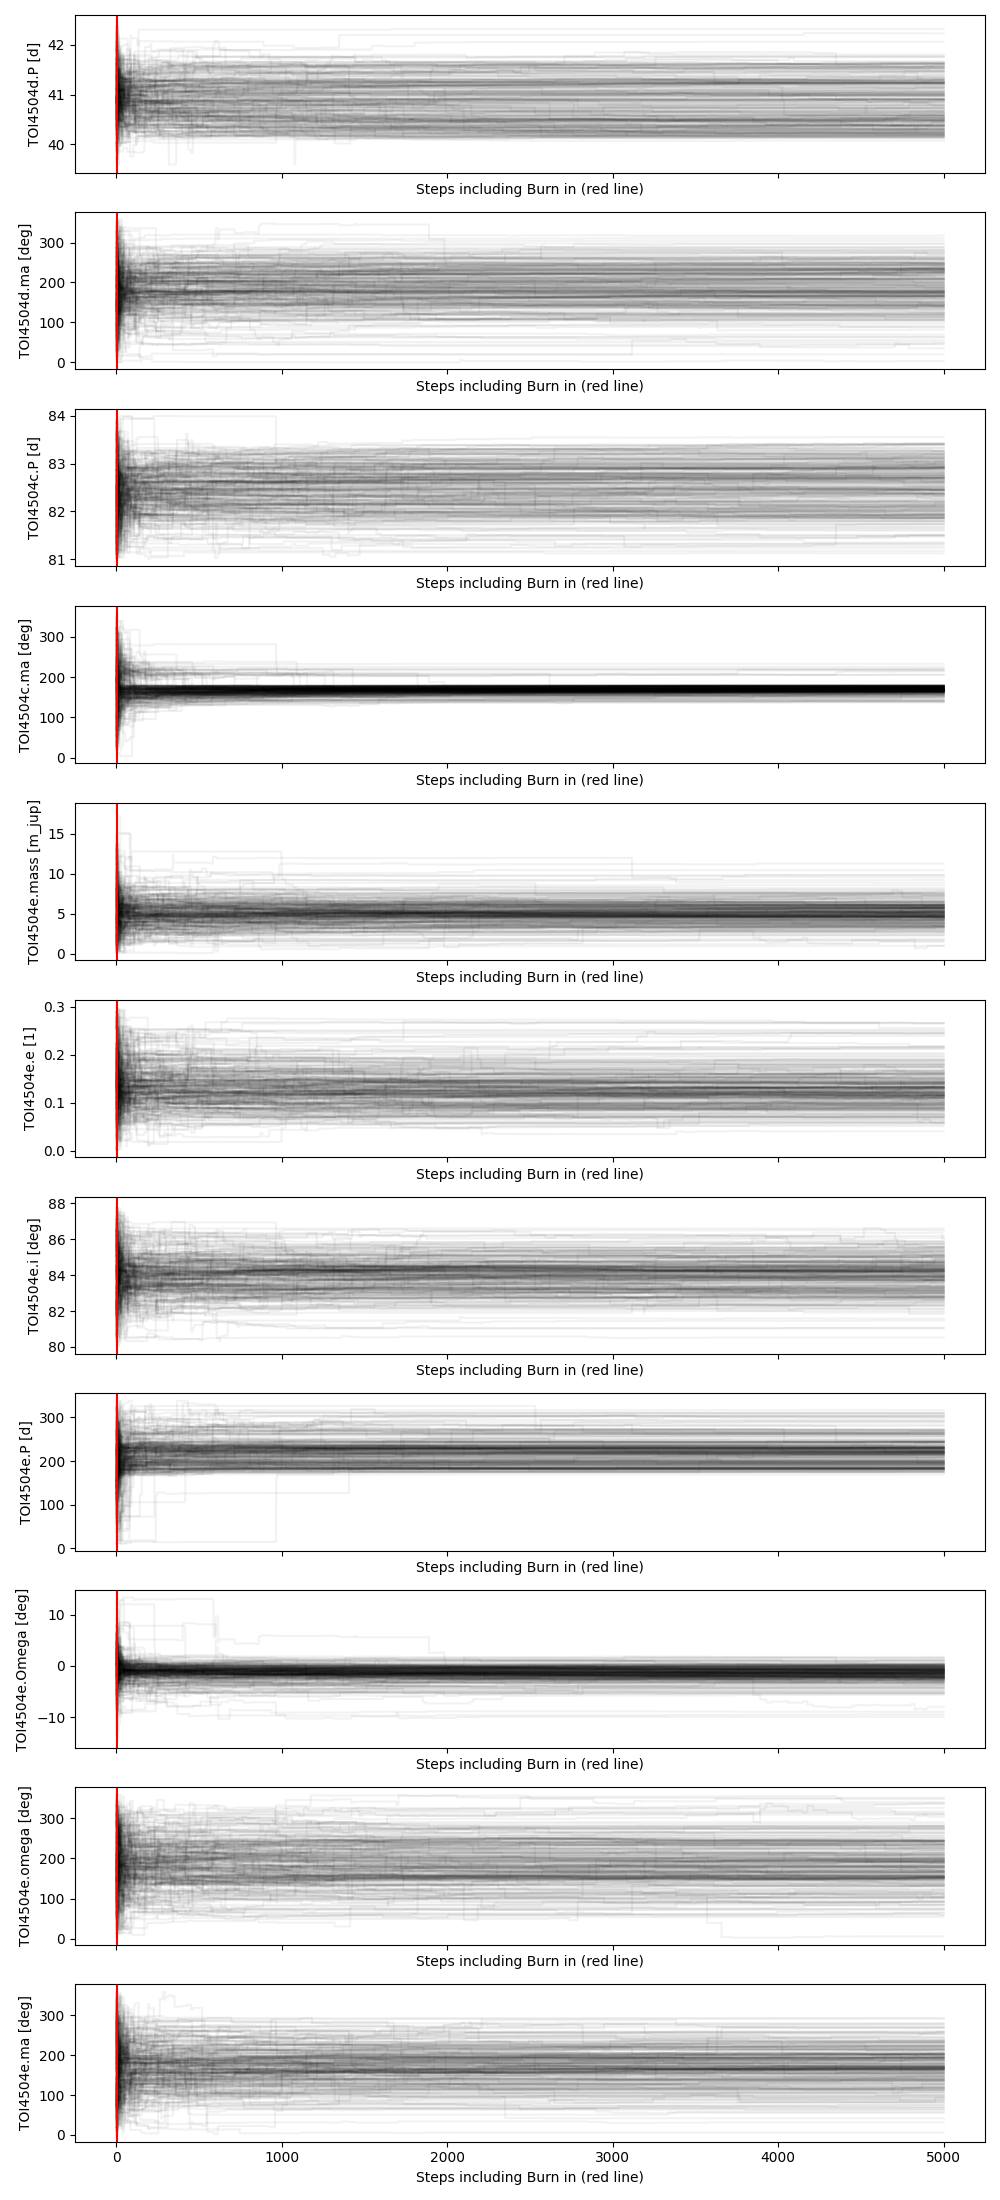 TOI4504d.P [d]
42
41
40
Steps including Burn in (red line)
TOI4504d.ma [deg]
300
200
100
0
Steps including Burn in (red line)
TOI4504c.P [d]
84
83
82
81
Steps including Burn in (red line)
TOI4504c.ma [deg]
300
200
100
0
Steps including Burn in (red line)
TOI4504e.mass [m_jup]
15
10
5
0
Steps including Burn in (red line)
TOI4504e.e [1]
0.3
0.2
0.1
0.0
Steps including Burn in (red line)
TOI4504e.i [deg]
88
86
84
82
80
Steps including Burn in (red line)
TOI4504e.P [d]
300
200
100
0
Steps including Burn in (red line)
TOI4504e.Omega [deg]
10
0
−10
Steps including Burn in (red line)
TOI4504e.omega [deg]
300
200
100
0
Steps including Burn in (red line)
TOI4504e.ma [deg]
300
200
100
0
0 1000 2000 3000 4000 5000
Steps including Burn in (red line)